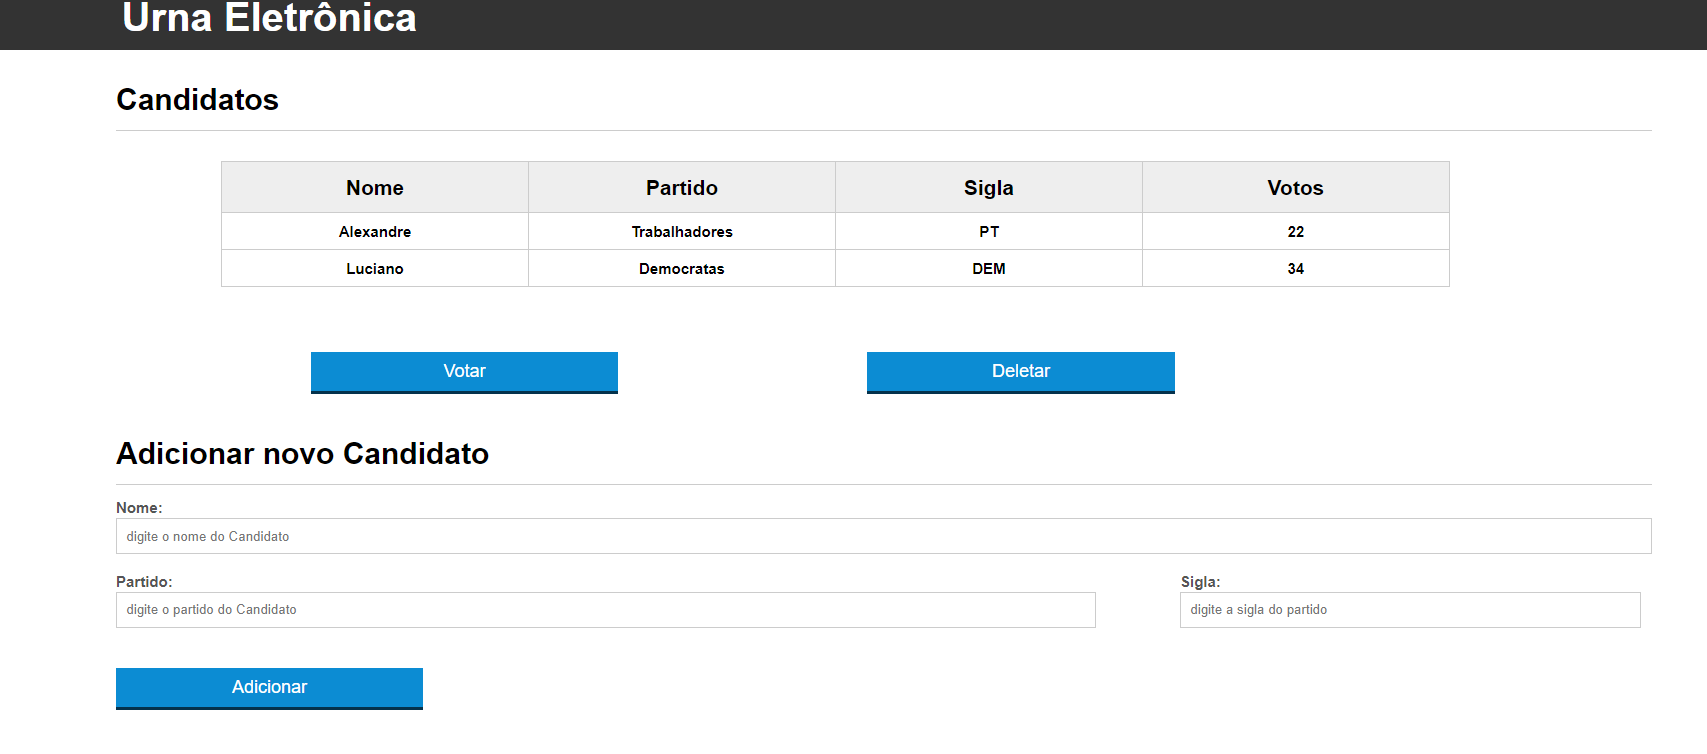 Urna Eletrônica
Candidatos
Nome Partido Sigla Votos
Alexandre Trabalhadores PT 22
Luciano Democratas DEM 34
Votar Deletar
Adicionar novo Candidato
Nome:
digite o nome do Candidato
Partido: Sigla:
digite o partido do Candidato digite a sigla do partido
Adicionar